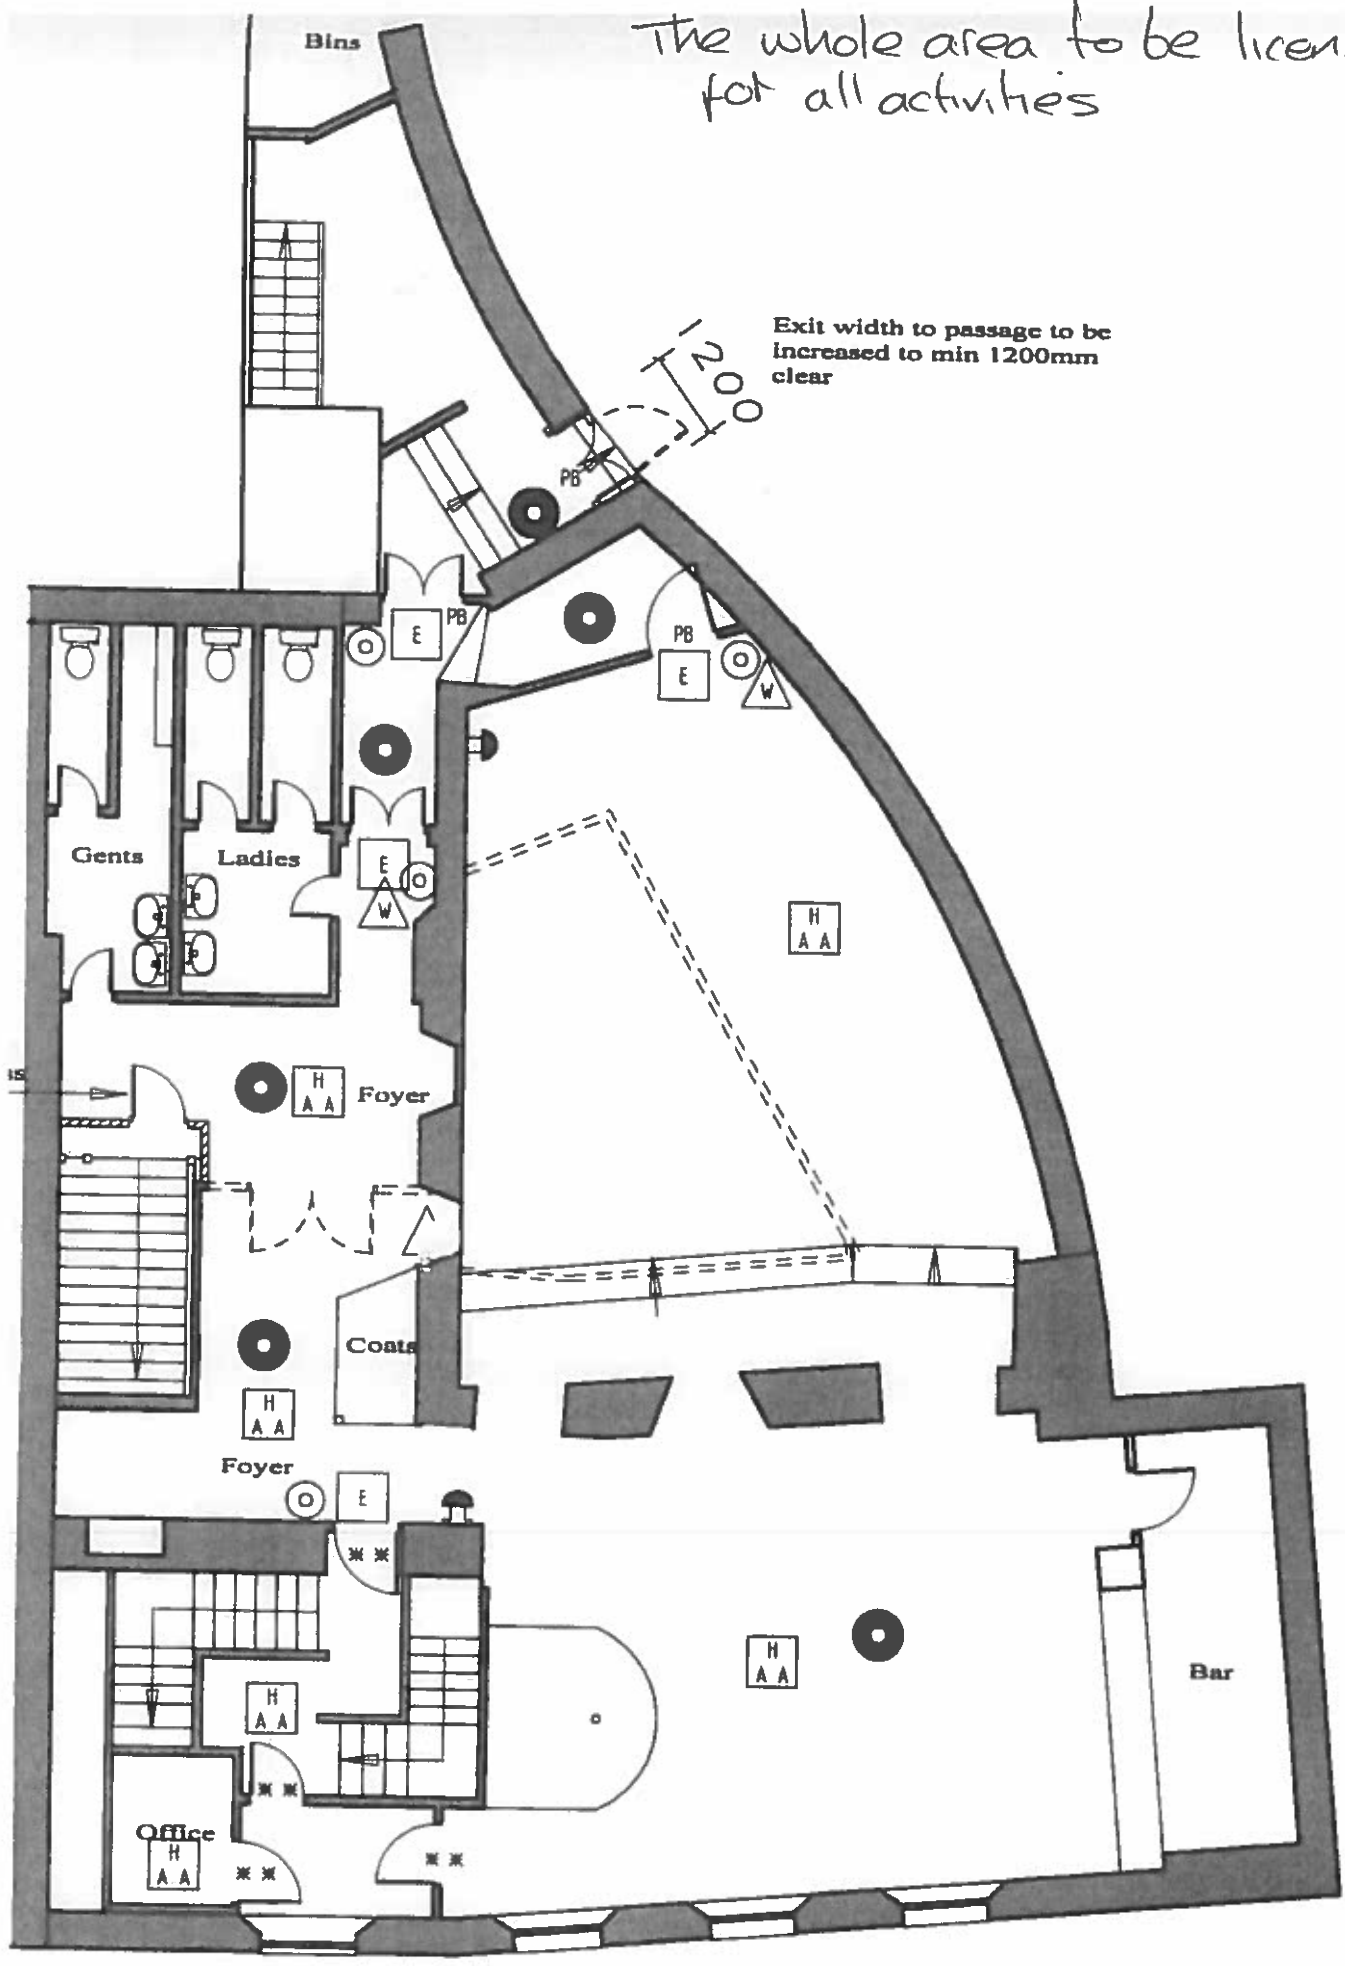 The whole area to be
for all activities
Bins
Exit width to passage to be
increased to min 1200mm
clear
1200
PB
PB
E
PB
E
W
Gents
Ladies
E
W
H
A A
H
A A
Foyer
Coats
H
A A
Foyer
E
** **
H
A A
H
A A
Bar
** **
Office
H
A A
** **
** **